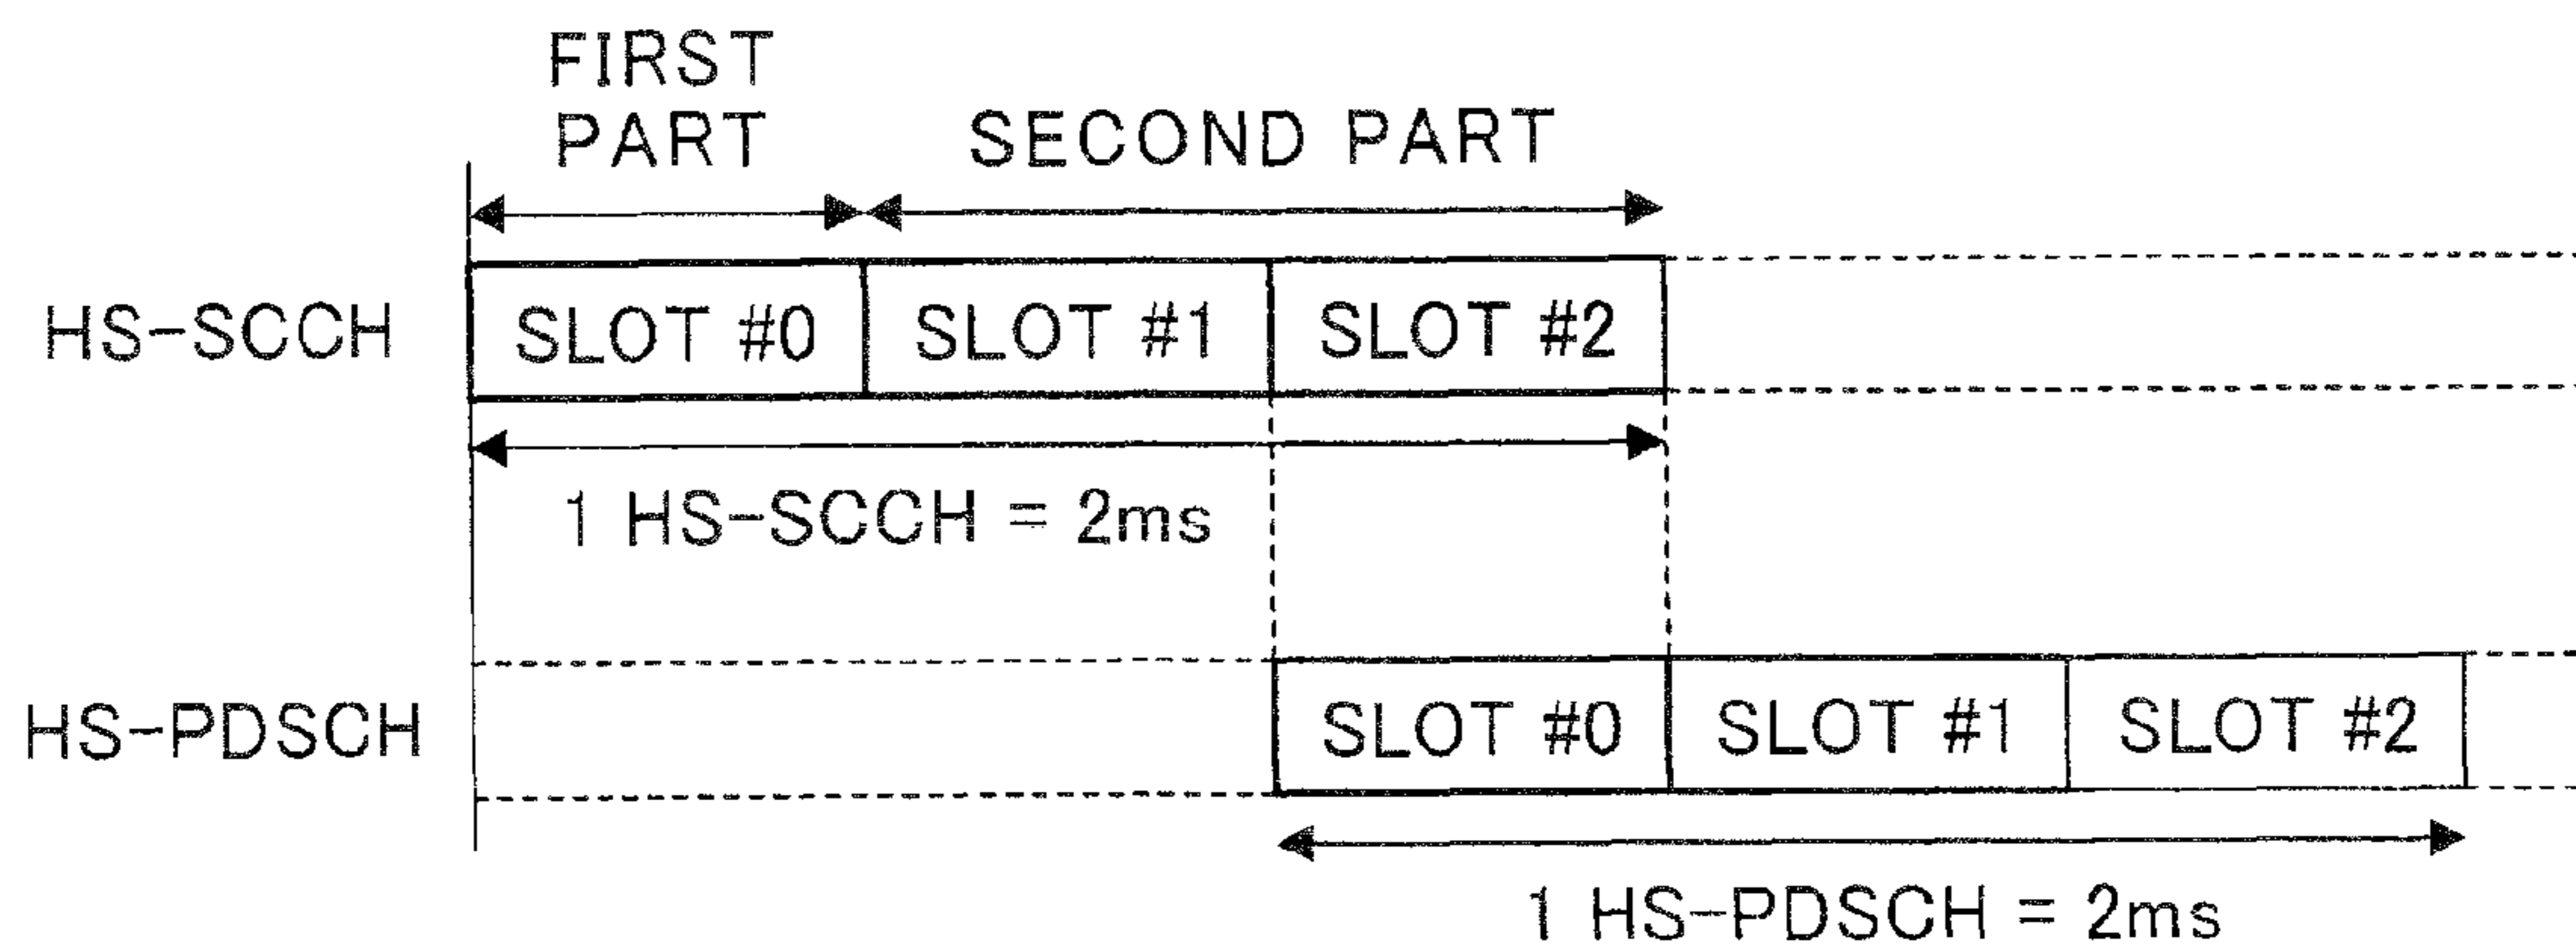 FIRST
PART
SECOND PART
HS-SCCH
SLOT #0
SLOT #1
SLOT #2
1 HS-SCCH = 2ms
HS-PDSCH
SLOT #0
SLOT #1
SLOT #2
1 HS-PDSCH = 2ms